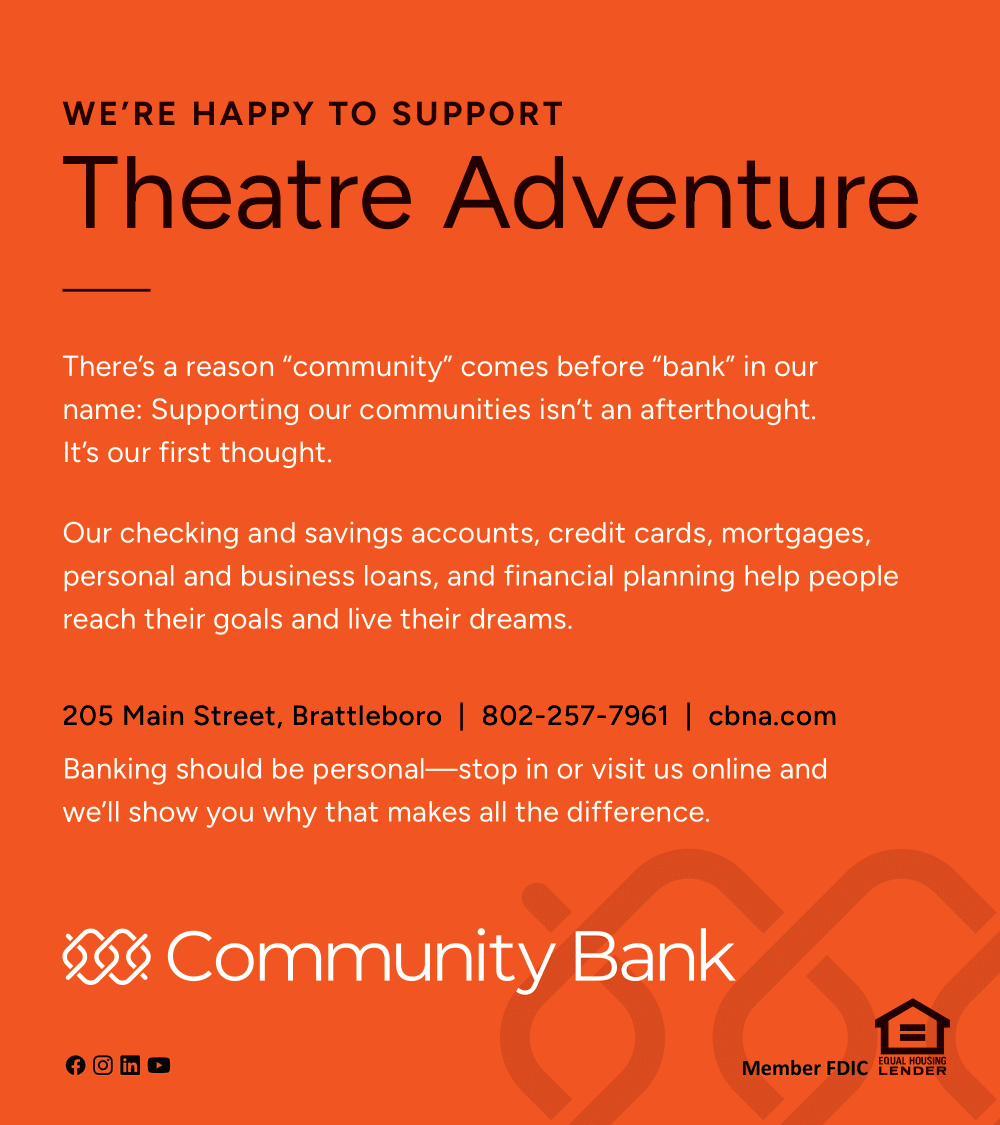 WE’RE HAPPY TO SUPPORT
Theatre Adventure
There’s a reason “community” comes before “bank” in our
name: Supporting our communities isn’t an afterthought.
It’s our first thought.
Our checking and savings accounts, credit cards, mortgages,
personal and business loans, and financial planning help people
reach their goals and live their dreams.
205 Main Street, Brattleboro | 802-257-7961 | cbna.com
Banking should be personal—stop in or visit us online and
we’ll show you why that makes all the difference.
Community Bank
Member FDIC
EQUAL HOUSING
LENDER